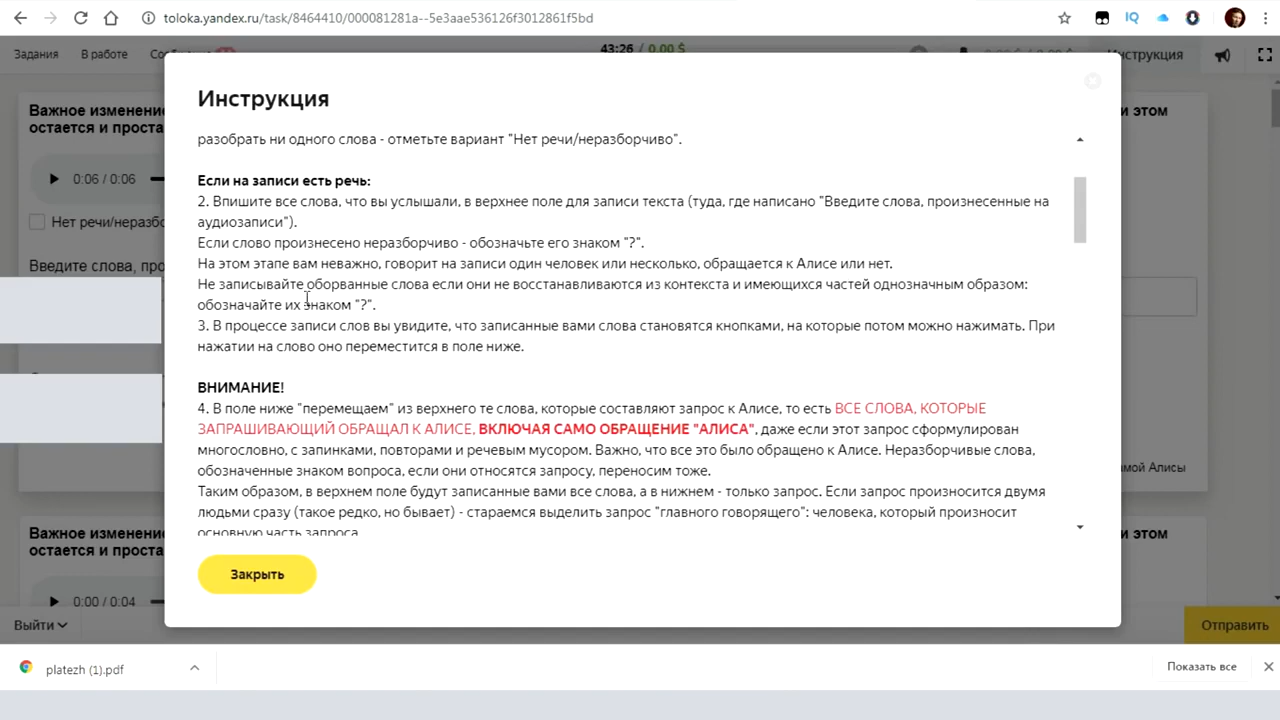 toloka.yandex.ru/task/8464410/000081281a--5e3aae536126f3012861f5bd
IQ
Задания В работе 43:26 / 0.00 $ Инструкция
Важное изменение
остается и проста
и этом
0:06 / 0:06
Нет речи/неразбо
Введите слова, про
Инструкция
разобрать ни одного слова - отметьте вариант "Нет речи/неразборчиво".
Если на записи есть речь:
2. Впишите все слова, что вы услышали, в верхнее поле для записи текста (туда, где написано "Введите слова, произнесенные на
аудиозаписи").
Если слово произнесено неразборчиво - обозначьте его знаком "?".
На этом этапе вам неважно, говорит на записи один человек или несколько, обращается к Алисе или нет.
Не записывайте оборванные слова если они не восстанавливаются из контекста и имеющихся частей однозначным образом:
обозначайте их знаком "?".
3. В процессе записи слов вы увидите, что записанные вами слова становятся кнопками, на которые потом можно нажимать. При
нажатии на слово оно переместится в поле ниже.
ВНИМАНИЕ!
4. В поле ниже "перемещаем" из верхнего те слова, которые составляют запрос к Алисе, то есть ВСЕ СЛОВА, КОТОРЫЕ
ЗАПРАШИВАЮЩИЙ ОБРАЩАЛ К АЛИСЕ, ВКЛЮЧАЯ САМО ОБРАЩЕНИЕ "АЛИСА", даже если этот запрос сформулирован
многословно, с запинками, повторами и речевым мусором. Важно, что все это было обращено к Алисе. Неразборчивые слова,
обозначенные знаком вопроса, если они относятся запросу, переносим тоже.
Таким образом, в верхнем поле будут записанные вами все слова, а в нижнем - только запрос. Если запрос произносится двумя
людьми сразу (такое редко, но бывает) - стараемся выделить запрос "главного говорящего": человека, который произносит
основную часть запроса.
Закрыть
амой Алисы
Важное изменение
остается и проста
и этом
0:00 / 0:04
Выйти Отправить
platezh (1).pdf Показать все